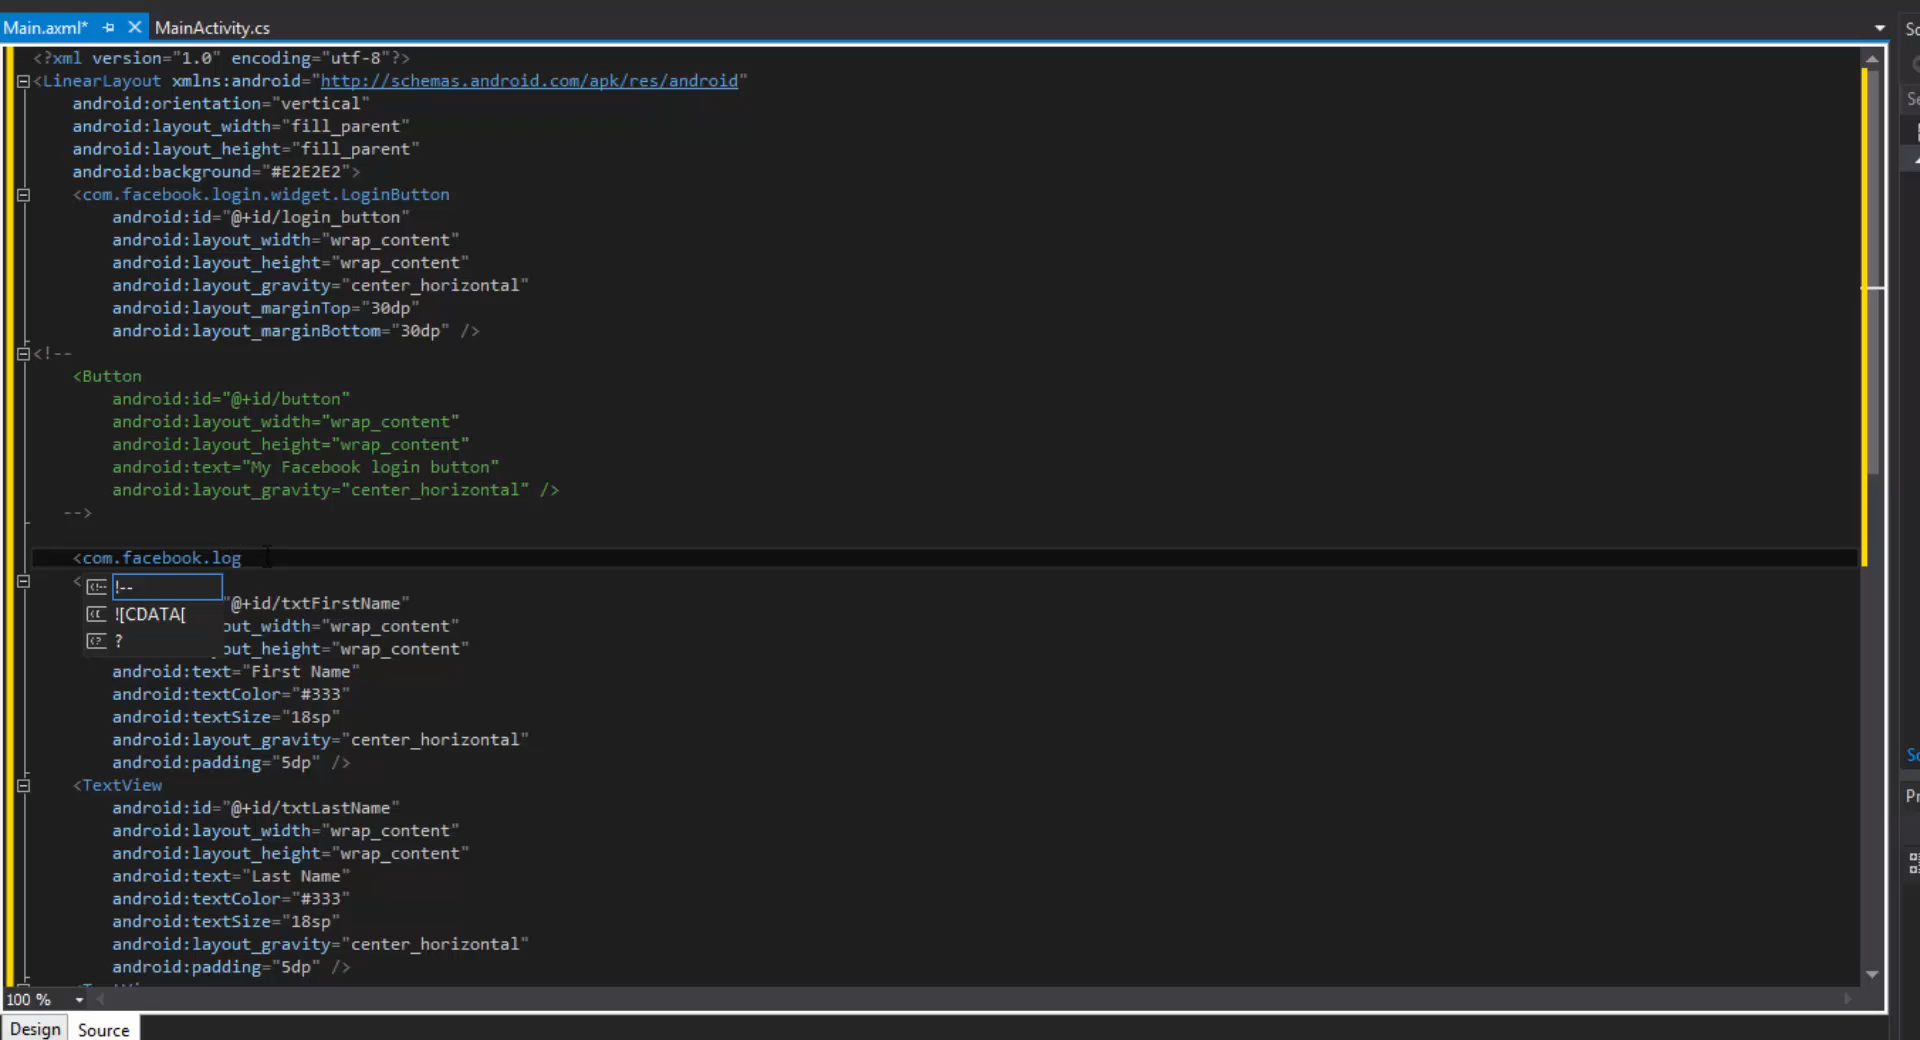 Main.axml* MainActivity.cs
<?xml version="1.0" encoding="utf-8"?>
<LinearLayout xmlns:android="http://schemas.android.com/apk/res/android"
android:orientation="vertical"
android:layout_width="fill_parent"
android:layout_height="fill_parent"
android:background="#E2E2E2">
<com.facebook.login.widget.LoginButton
android:id="@+id/login_button"
android:layout_width="wrap_content"
android:layout_height="wrap_content"
android:layout_gravity="center_horizontal"
android:layout_marginTop="30dp"
android:layout_marginBottom="30dp" />
<!--
<Button
android:id="@+id/button"
android:layout_width="wrap_content"
android:layout_height="wrap_content"
android:text="My Facebook login button"
android:layout_gravity="center_horizontal" />
-->
<com.facebook.log
<
!--
![CDATA[
?
"@+id/txtFirstName"
out_width="wrap_content"
out_height="wrap_content"
android:text="First Name"
android:textColor="#333"
android:textSize="18sp"
android:layout_gravity="center_horizontal"
android:padding="5dp" />
<TextView
android:id="@+id/txtLastName"
android:layout_width="wrap_content"
android:layout_height="wrap_content"
android:text="Last Name"
android:textColor="#333"
android:textSize="18sp"
android:layout_gravity="center_horizontal"
android:padding="5dp" />
100 %
Design Source